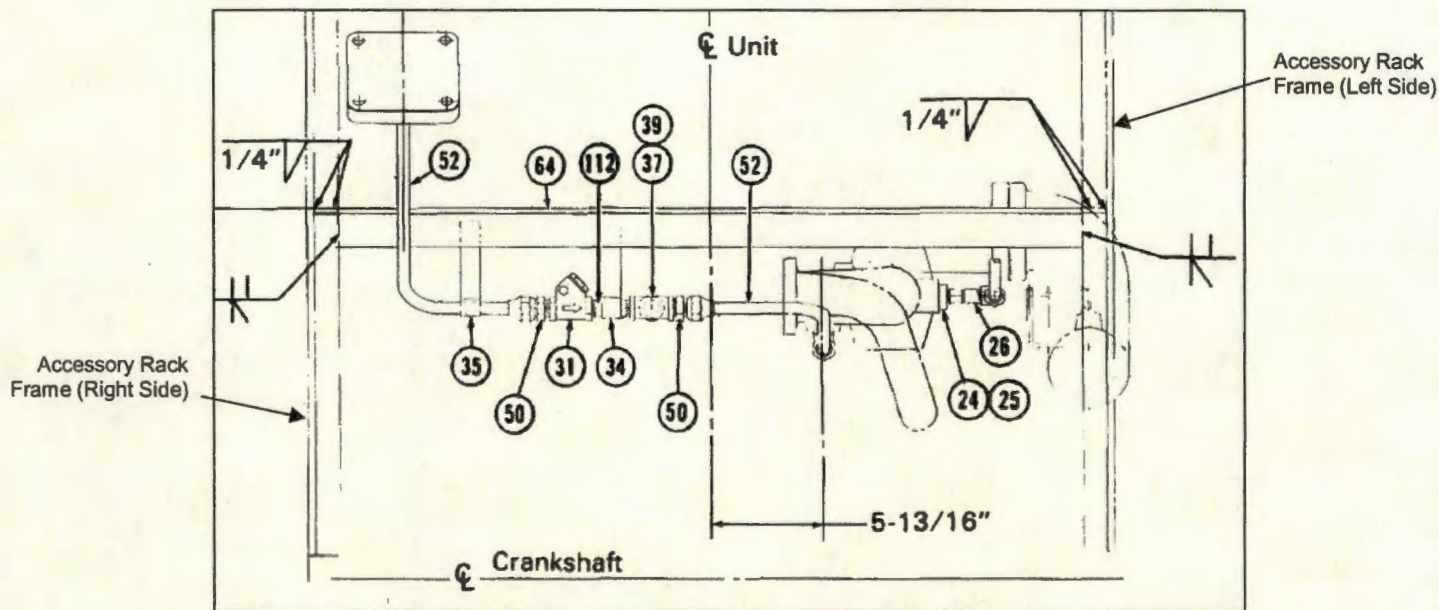 ℄ Unit
Accessory Rack
Frame (Left Side)
1/4"
39
1/4"
52
64
112
37
52
35
50
31
34
50
24
25
26
Accessory Rack
Frame (Right Side)
5-13/16"
℄ Crankshaft